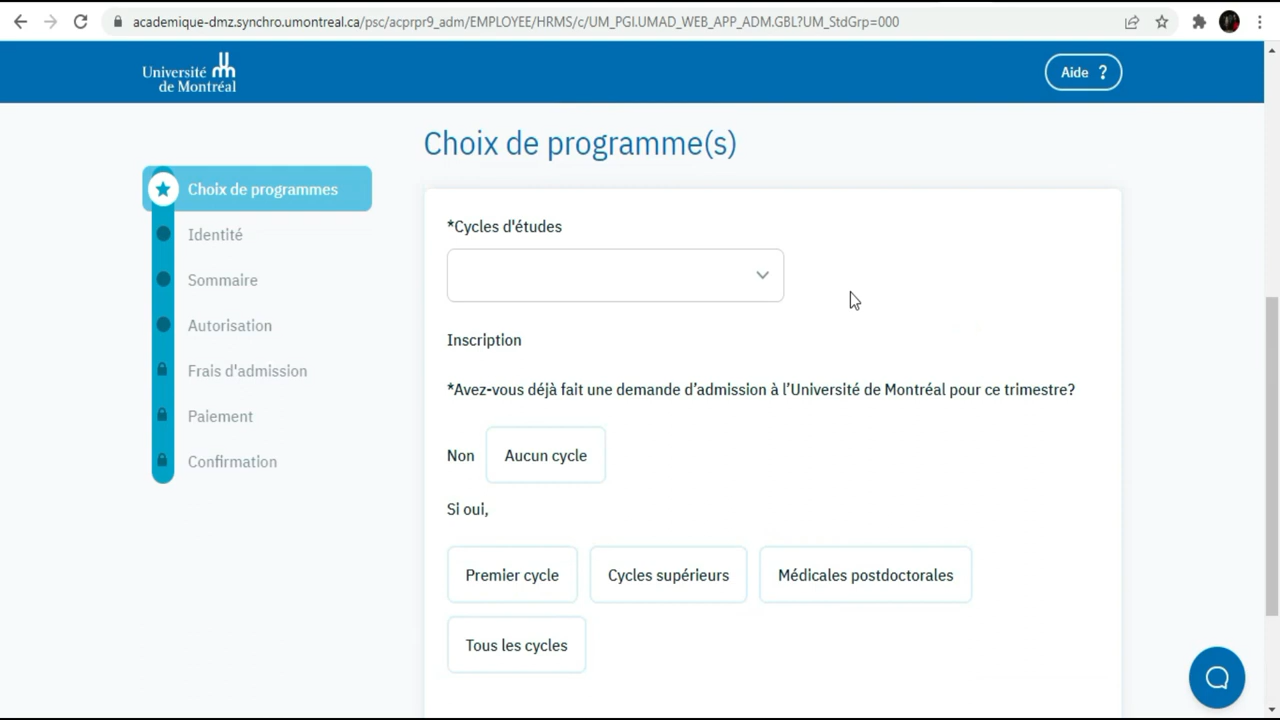 academique-dmz.synchro.umontreal.ca/psc/acprpr9_adm/EMPLOYEE/HRMS/c/UM_PGI.UMAD_WEB_APP_ADM.GBL?UM_StdGrp=000
Université
de Montréal
Aide ?
Choix de programme(s)
Choix de programmes
Identité
Sommaire
Autorisation
Frais d'admission
Paiement
Confirmation
*Cycles d'études
Inscription
*Avez-vous déjà fait une demande d’admission à l’Université de Montréal pour ce trimestre?
Non Aucun cycle
Si oui,
Premier cycle Cycles supérieurs Médicales postdoctorales
Tous les cycles